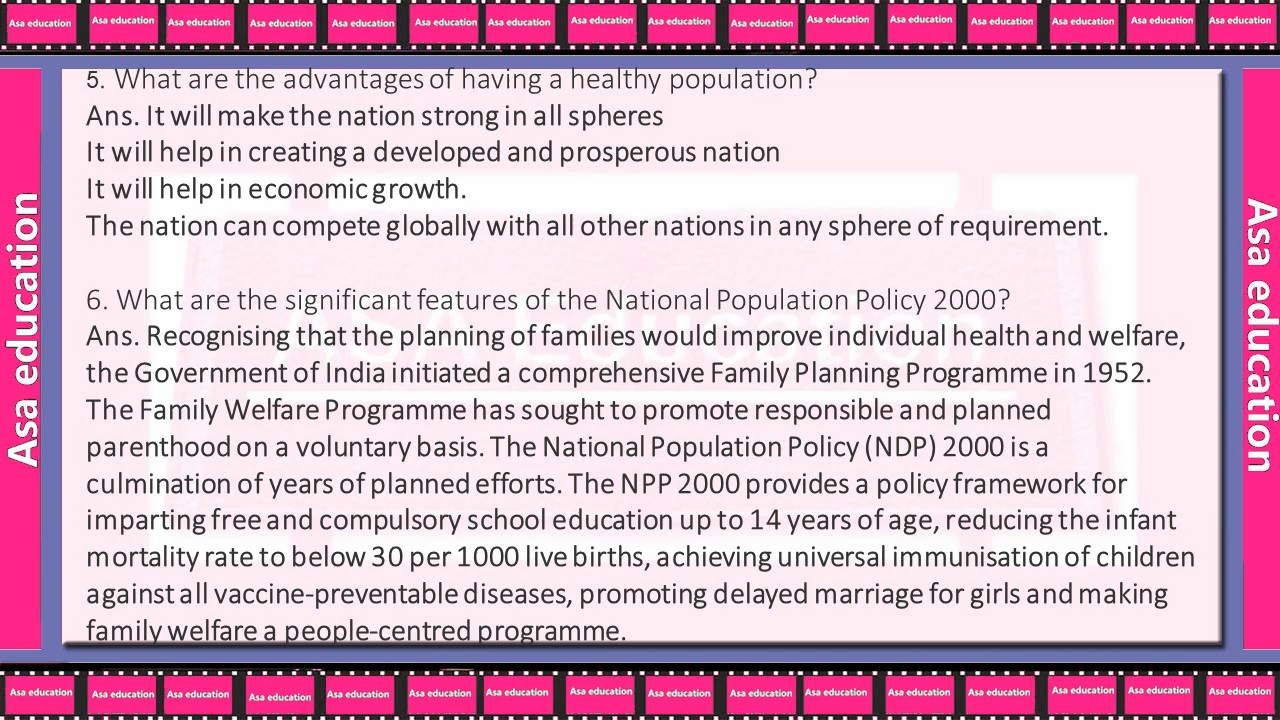 Asa education Asa education Asa education Asa education Asa education Asa education Asa education Asa education Asa education Asa education Asa education Asa education Asa education Asa education Asa education Asa education
5. What are the advantages of having a healthy population?
Ans. It will make the nation strong in all spheres
It will help in creating a developed and prosperous nation
It will help in economic growth.
The nation can compete globally with all other nations in any sphere of requirement.
6. What are the significant features of the National Population Policy 2000?
Ans. Recognising that the planning of families would improve individual health and welfare,
the Government of India initiated a comprehensive Family Planning Programme in 1952.
The Family Welfare Programme has sought to promote responsible and planned
parenthood on a voluntary basis. The National Population Policy (NDP) 2000 is a
culmination of years of planned efforts. The NPP 2000 provides a policy framework for
imparting free and compulsory school education up to 14 years of age, reducing the infant
mortality rate to below 30 per 1000 live births, achieving universal immunisation of children
against all vaccine-preventable diseases, promoting delayed marriage for girls and making
family welfare a people-centred programme.
Asa education
Asa education
Asa education Asa education Asa education Asa education Asa education Asa education Asa education Asa education Asa education Asa education Asa education Asa education Asa education Asa education Asa education Asa education